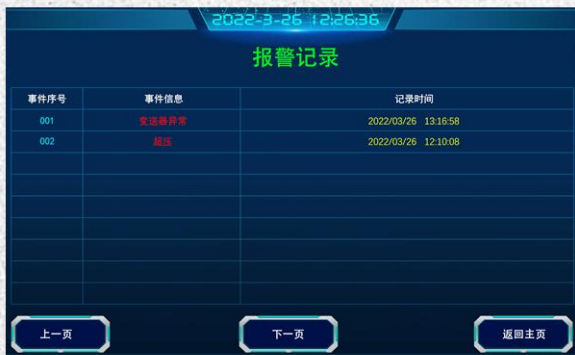 2022-3-26 12:26:36
报警记录
事件序号 事件信息 记录时间
001 变送器异常 2022/03/26 13:16:58
002 超压 2022/03/26 12:10:08
上一页 下一页 返回主页